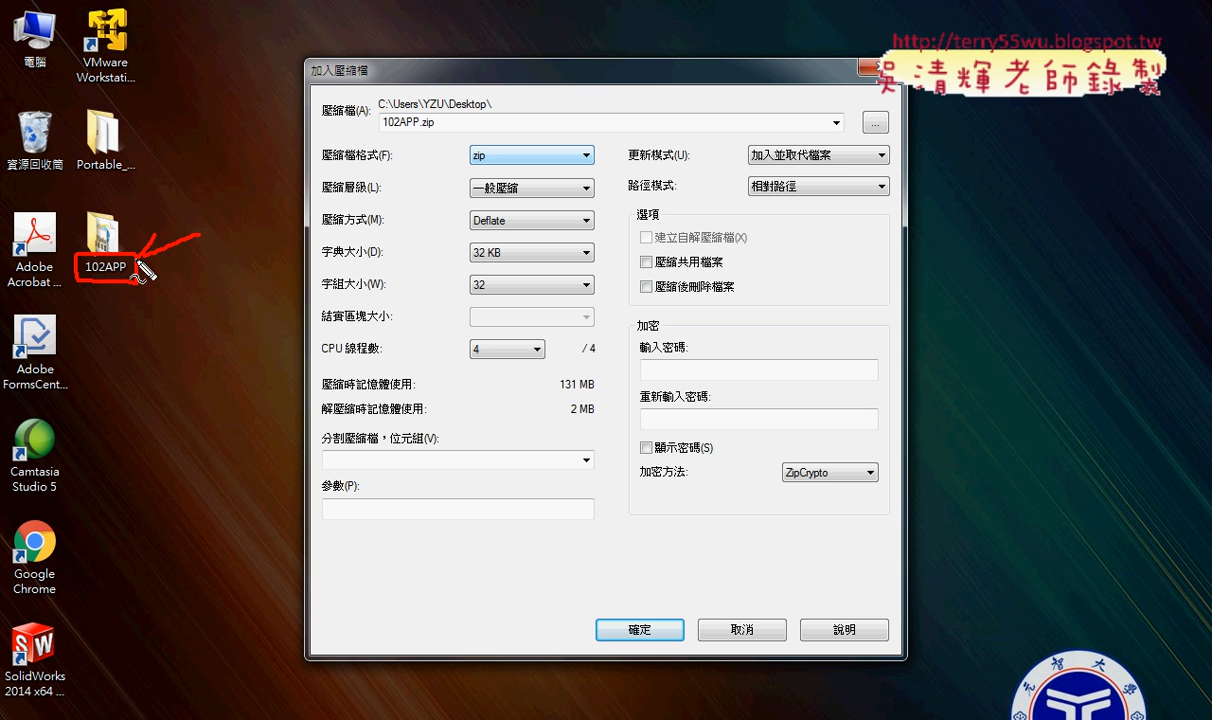 http://terry55wu.blogspot.tw
吳清輝老師錄製
電腦
VMware
Workstati...
資源回收筒
Portable_...
Adobe
Acrobat ...
102APP
Adobe
FormsCent...
Camtasia
Studio 5
Google
Chrome
SolidWorks
2014 x64 ...
加入壓縮檔
壓縮檔(A):
C:\Users\YZU\Desktop\
102APP.zip
...
壓縮檔格式(F):
zip
壓縮層級(L):
一般壓縮
壓縮方式(M):
Deflate
字典大小(D):
32 KB
字組大小(W):
32
結實區塊大小:
CPU 線程數:
4
/ 4
壓縮時記憶體使用:
131 MB
解壓縮時記憶體使用:
2 MB
分割壓縮檔，位元組(V):
參數(P):
更新模式(U):
加入並取代檔案
路徑模式:
相對路徑
選項
建立自解壓縮檔(X)
壓縮共用檔案
壓縮後刪除檔案
加密
輸入密碼:
重新輸入密碼:
顯示密碼(S)
加密方法:
ZipCrypto
確定
取消
說明
元智大學